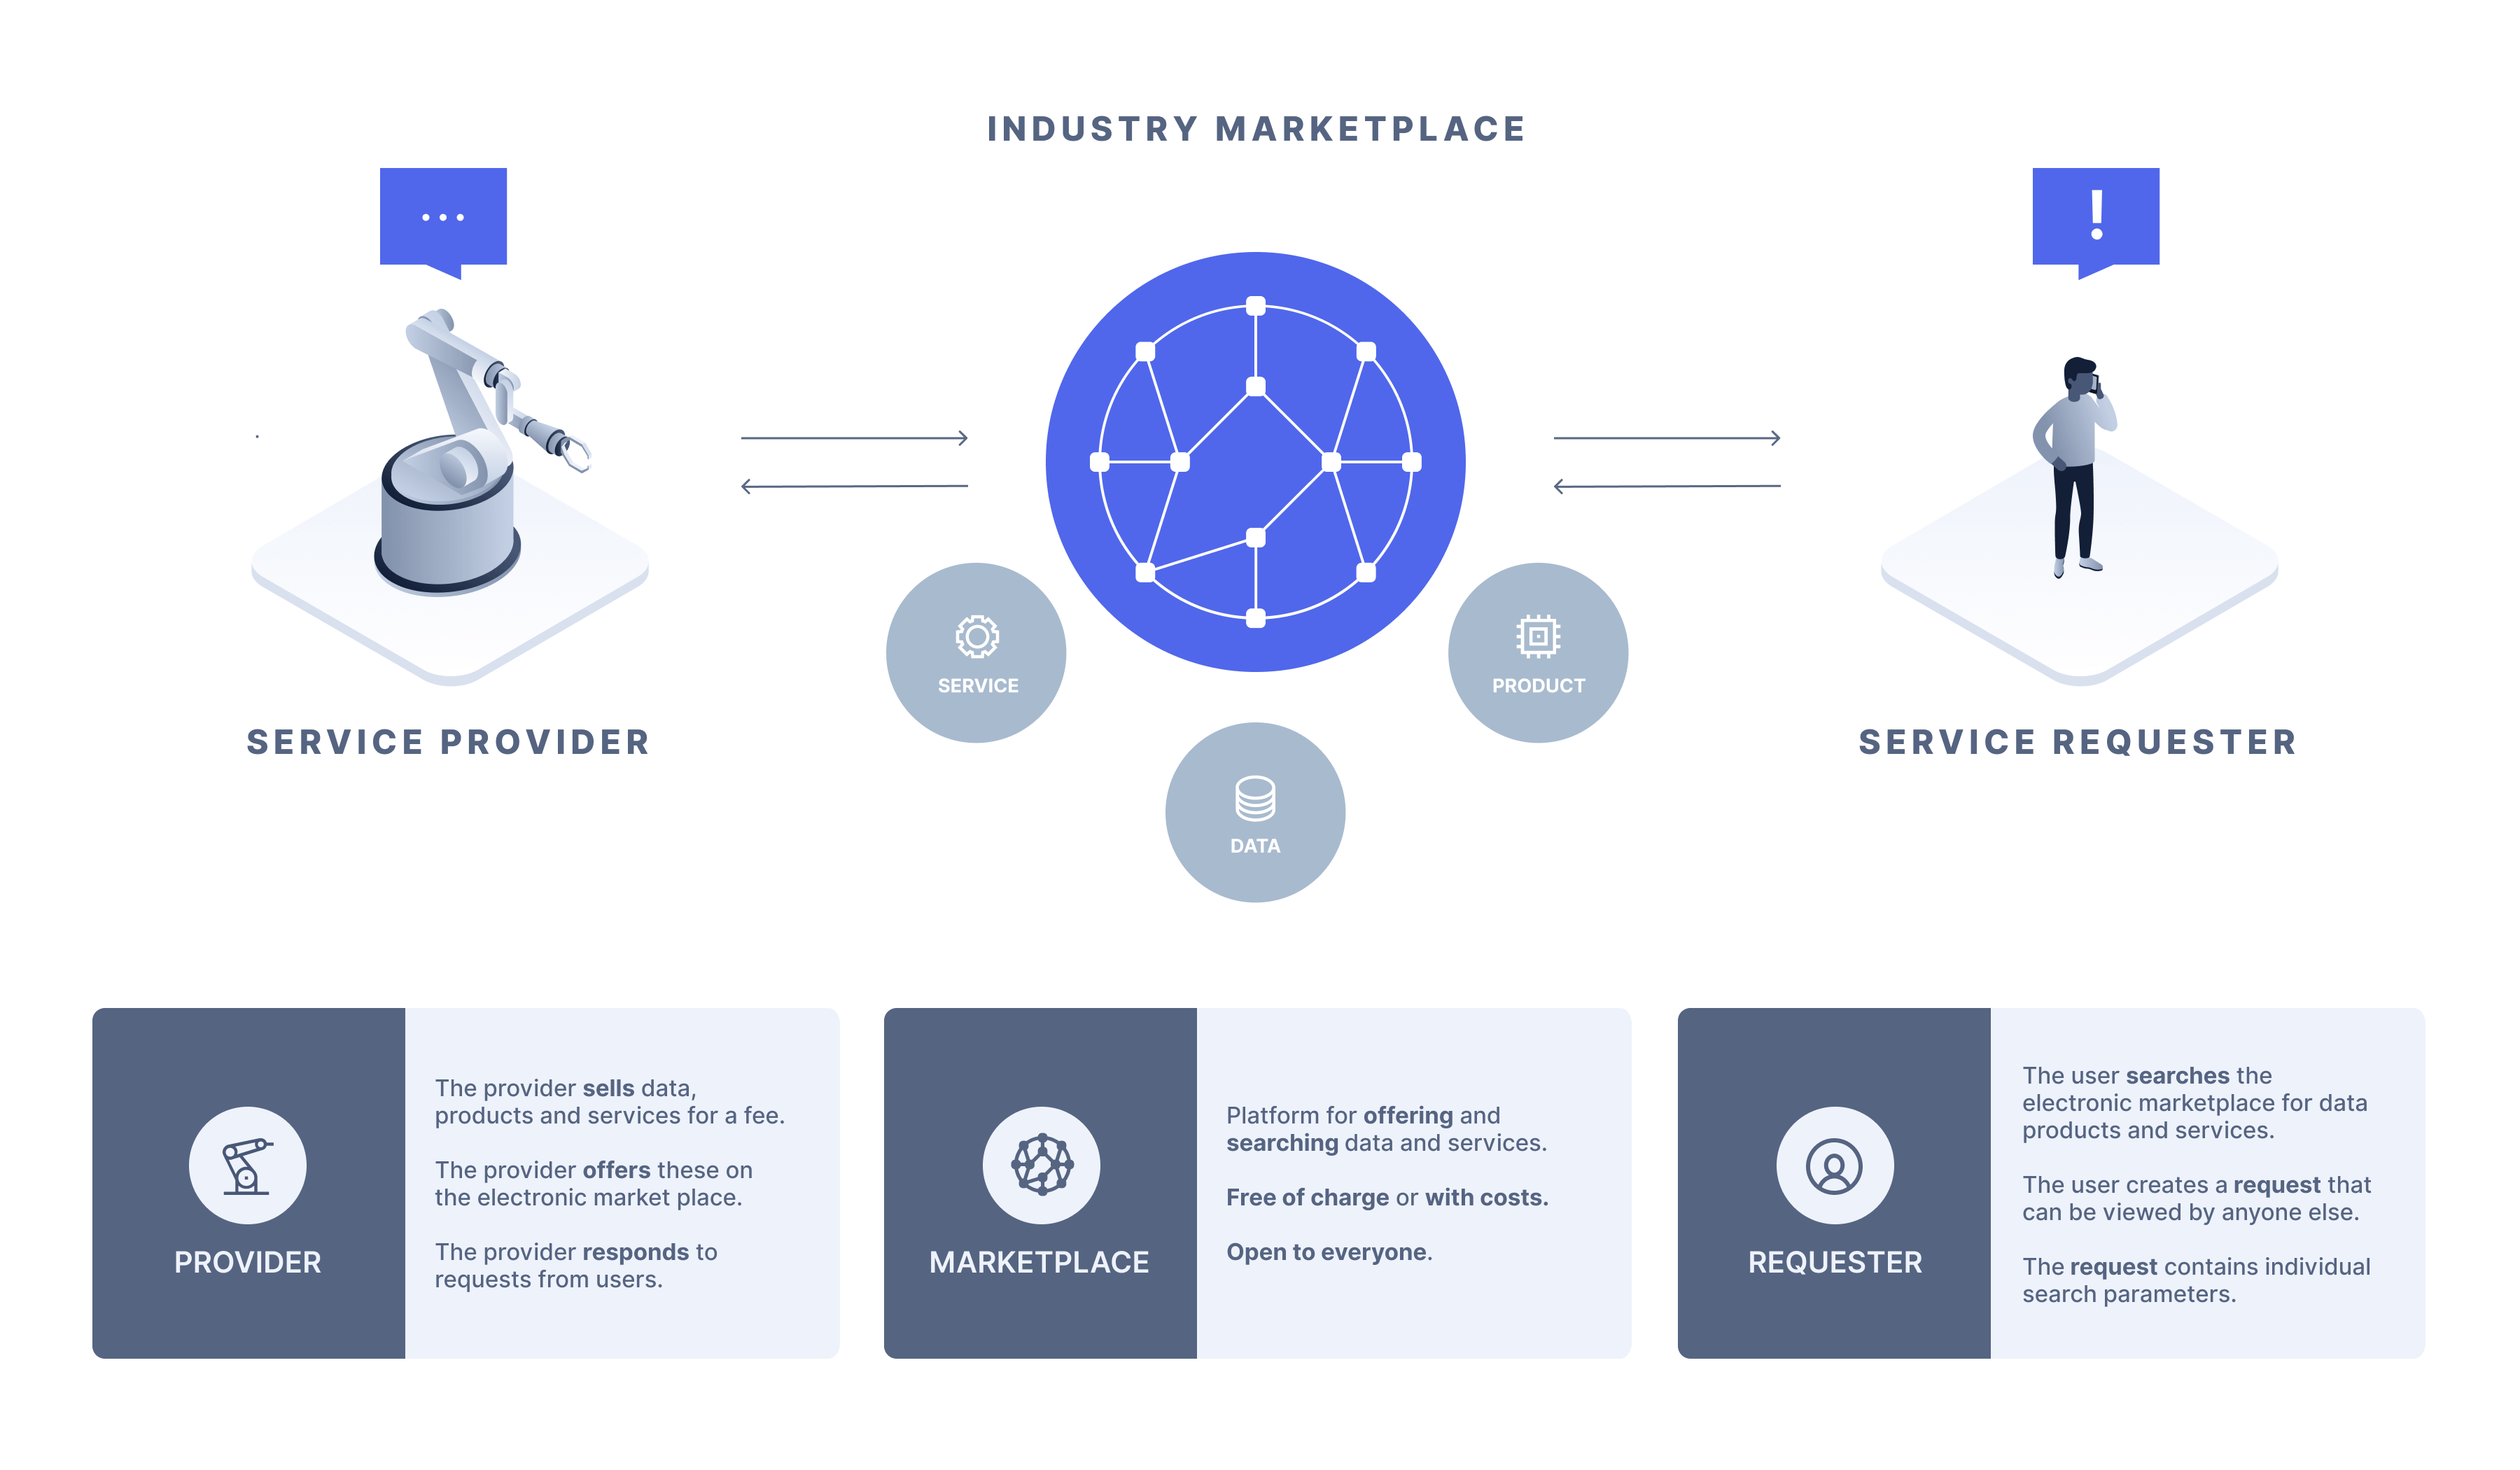 INDUSTRY MARKETPLACE
!
SERVICE
PRODUCT
SERVICE PROVIDER
SERVICE REQUESTER
DATA
PROVIDER
The provider sells data,
products and services for a fee.
The provider offers these on
the electronic market place.
The provider responds to
requests from users.
MARKETPLACE
Platform for offering and
searching data and services.
Free of charge or with costs.
Open to everyone.
REQUESTER
The user searches the
electronic marketplace for data
products and services.
The user creates a request that
can be viewed by anyone else.
The request contains individual
search parameters.